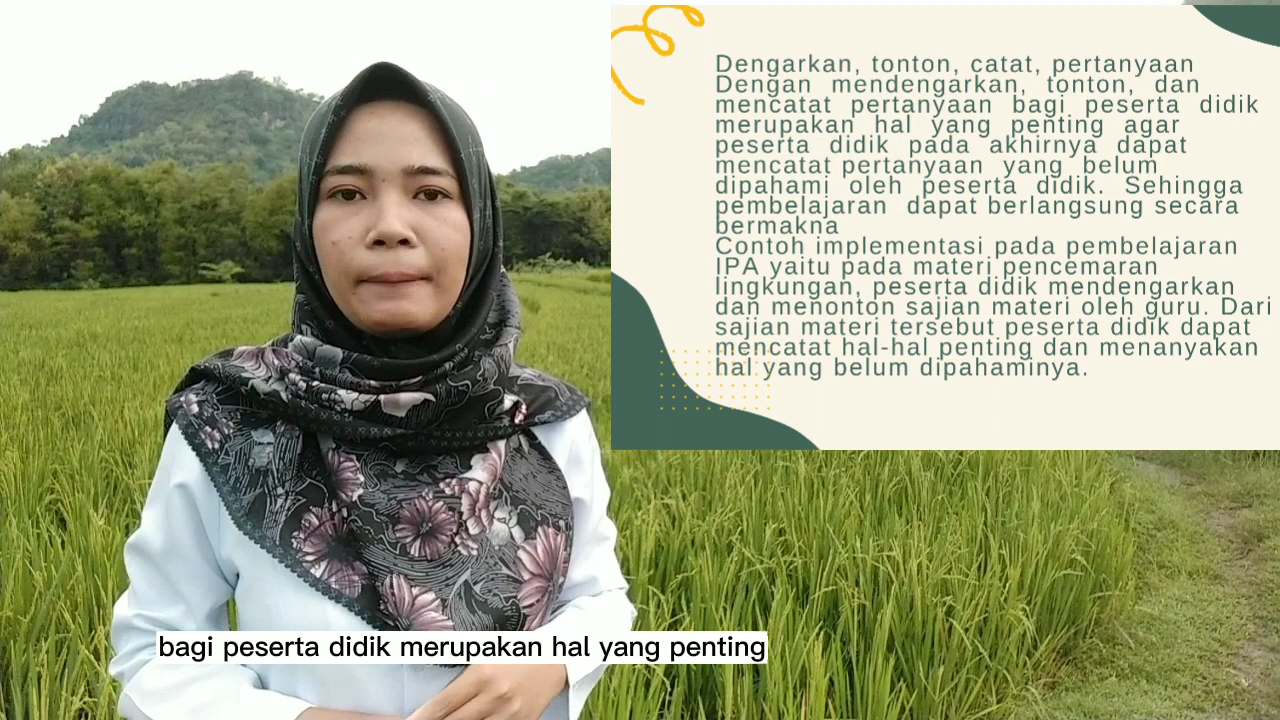 Dengarkan, tonton, catat, pertanyaan
Dengan mendengarkan, tonton, dan
mencatat pertanyaan bagi peserta didik
merupakan hal yang penting agar
peserta didik pada akhirnya dapat
mencatat pertanyaan yang belum
dipahami oleh peserta didik. Sehingga
pembelajaran dapat berlangsung secara
bermakna
Contoh implementasi pada pembelajaran
IPA yaitu pada materi pencemaran
lingkungan, peserta didik mendengarkan
dan menonton sajian materi oleh guru. Dari
sajian materi tersebut peserta didik dapat
mencatat hal-hal penting dan menanyakan
hal yang belum dipahaminya.
bagi peserta didik merupakan hal yang penting